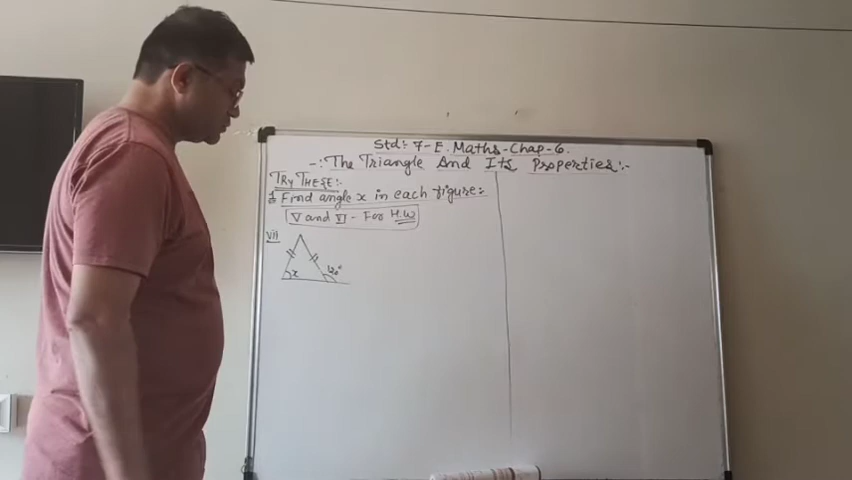 Std:- 7- E. Maths - Chap- 6.
-: The Triangle And Its Properties :-
TRY THESE:-
1 Find angle x in each figure:-
V and VI - For H.W
vii
x 120°